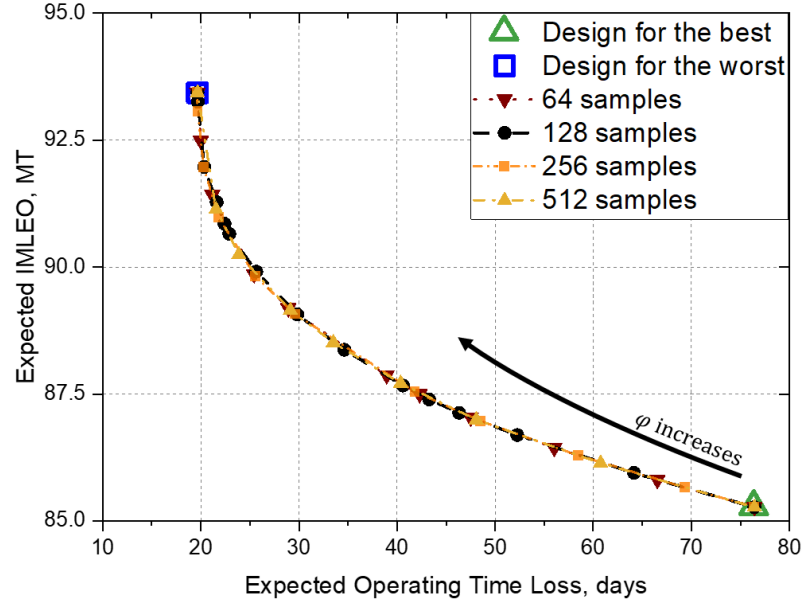 95.0
92.5
90.0
87.5
85.0
Expected IMLEO, MT
Design for the best
Design for the worst
64 samples
128 samples
256 samples
512 samples
φ increases
10 20 30 40 50 60 70 80
Expected Operating Time Loss, days